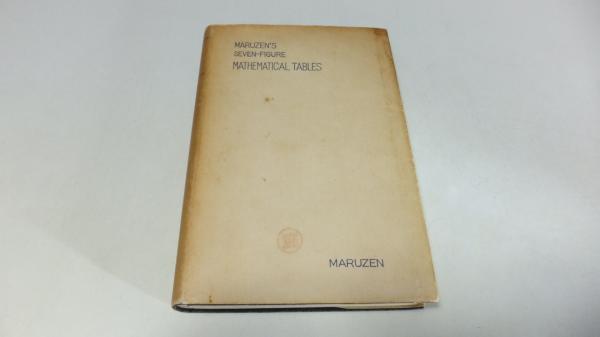 MARUZEN'S
SEVEN-FIGURE
MATHEMATICAL TABLES
MARUZEN